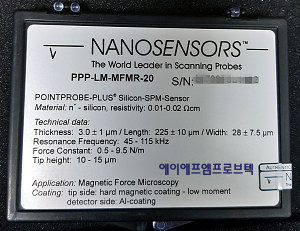 NANOSENSORS™
The World Leader in Scanning Probes
PPP-LM-MFMR-20
S/N:
POINTPROBE-PLUS® Silicon-SPM-Sensor
Material: n⁺ - silicon, resistivity: 0.01-0.02 Ωcm
Technical data:
Thickness: 3.0 ± 1 µm / Length: 225 ± 10 µm / Width: 28 ± 7.5 µm
Resonance Frequency: 45 - 115 kHz
Force Constant: 0.5 - 9.5 N/m
Tip height: 10 - 15 µm
에이에프엠프로브텍
Application: Magnetic Force Microscopy
Coating: tip side: hard magnetic coating - low moment
detector side: Al-coating